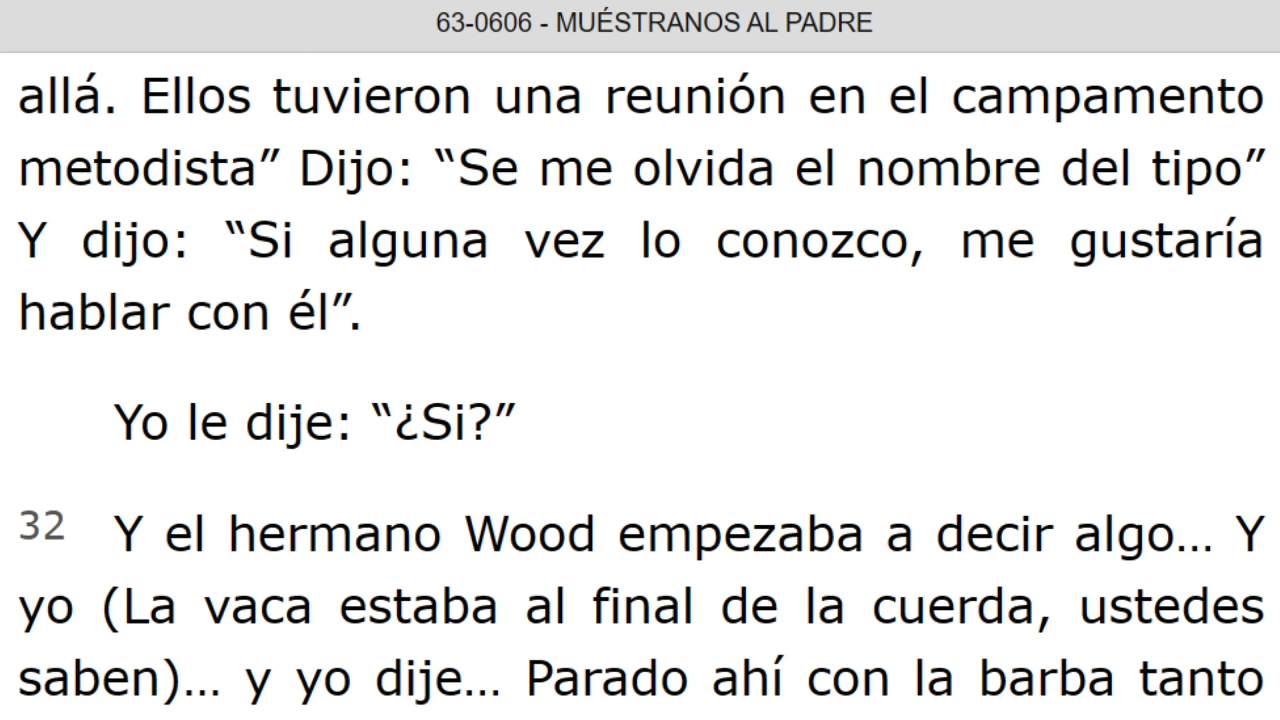 63-0606 - MUÉSTRANOS AL PADRE
allá. Ellos tuvieron una reunión en el campamento
metodista” Dijo: “Se me olvida el nombre del tipo”
Y dijo: “Si alguna vez lo conozco, me gustaría
hablar con él”.
Yo le dije: “¿Si?”
32 Y el hermano Wood empezaba a decir algo... Y
yo (La vaca estaba al final de la cuerda, ustedes
saben)... y yo dije... Parado ahí con la barba tanto